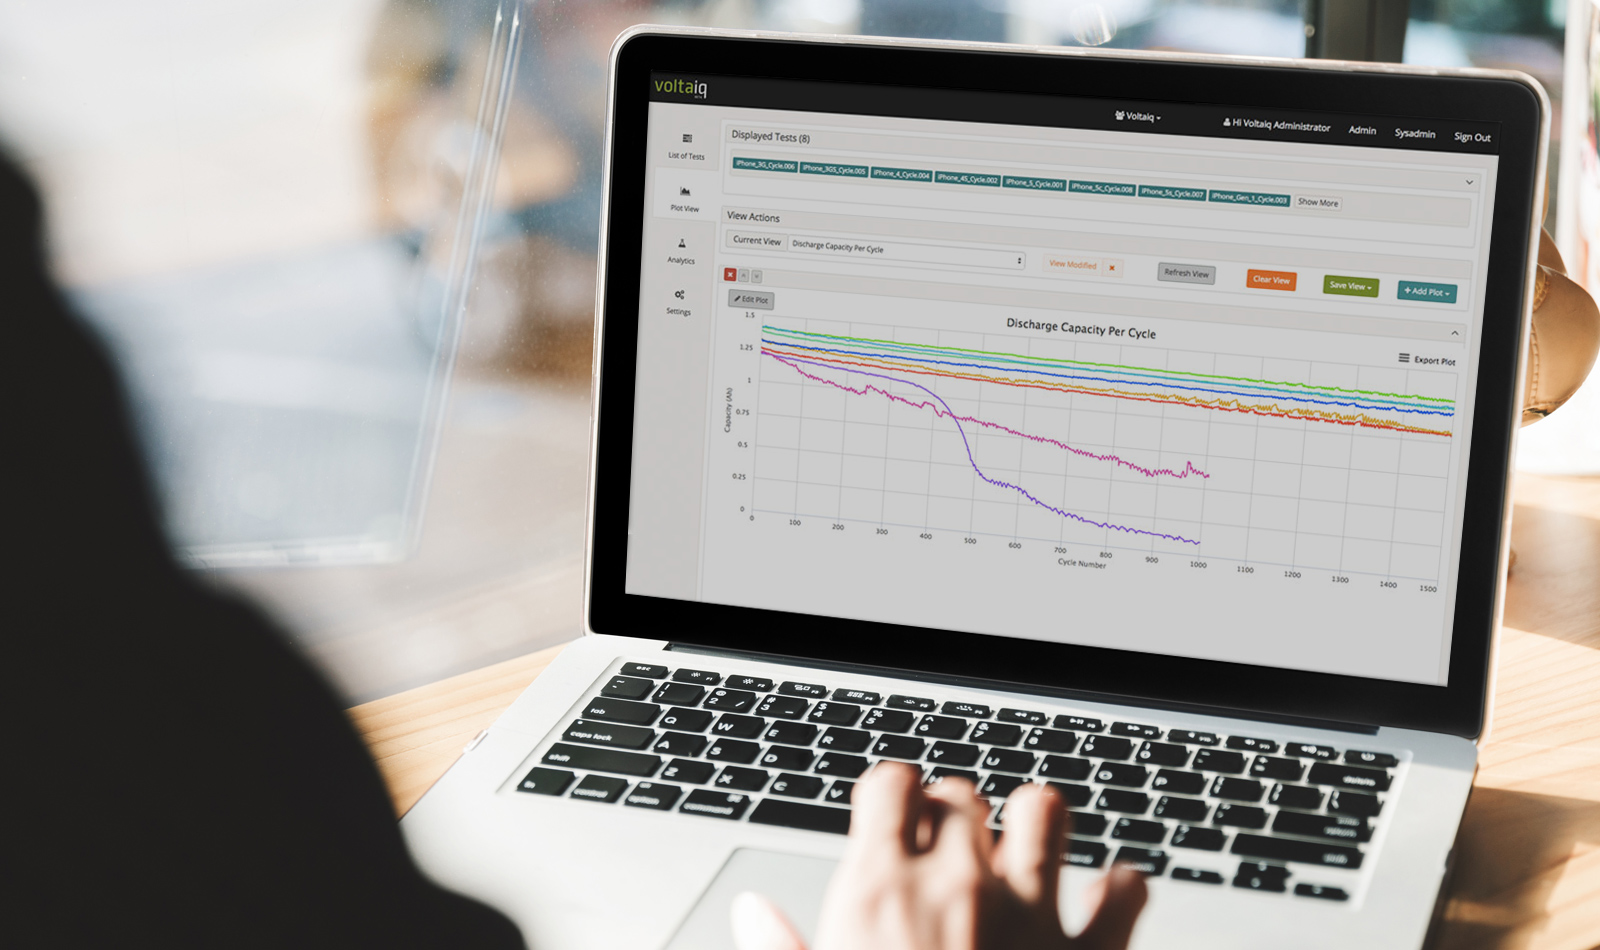 voltaiq
Voltaiq
Hi Voltaiq Administrator
Admin
Sysadmin
Sign Out
List of Tests
Plot View
Analytics
Settings
Displayed Tests (8)
iPhone_3G_Cycle.006 iPhone_3GS_Cycle.005 iPhone_4_Cycle.004 iPhone_4S_Cycle.002 iPhone_5_Cycle.001 iPhone_5c_Cycle.008 iPhone_5s_Cycle.007 iPhone_Gen_1_Cycle.003 Show More
View Actions
Current View Discharge Capacity Per Cycle
View Modified
Refresh View
Clear View
Save View
+ Add Plot
Edit Plot
Discharge Capacity Per Cycle
Export Plot
Capacity (Ah)
1.5
1.25
1
0.75
0.5
0.25
0
0 100 200 300 400 500 600 700 800 900 1000 1100 1200 1300 1400 1500
Cycle Number
esc
tab Q W E R T Y U I O P
caps lock A S D F
shift Z X C V
fn control option command